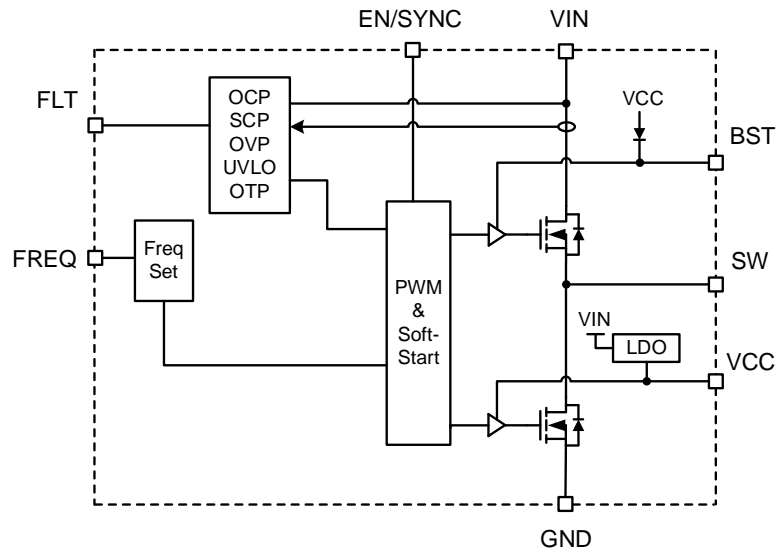 EN/SYNC
VIN
FLT
OCP
SCP
OVP
UVLO
OTP
VCC
BST
FREQ
Freq
Set
PWM
&
Soft-
Start
SW
VIN
LDO
VCC
GND